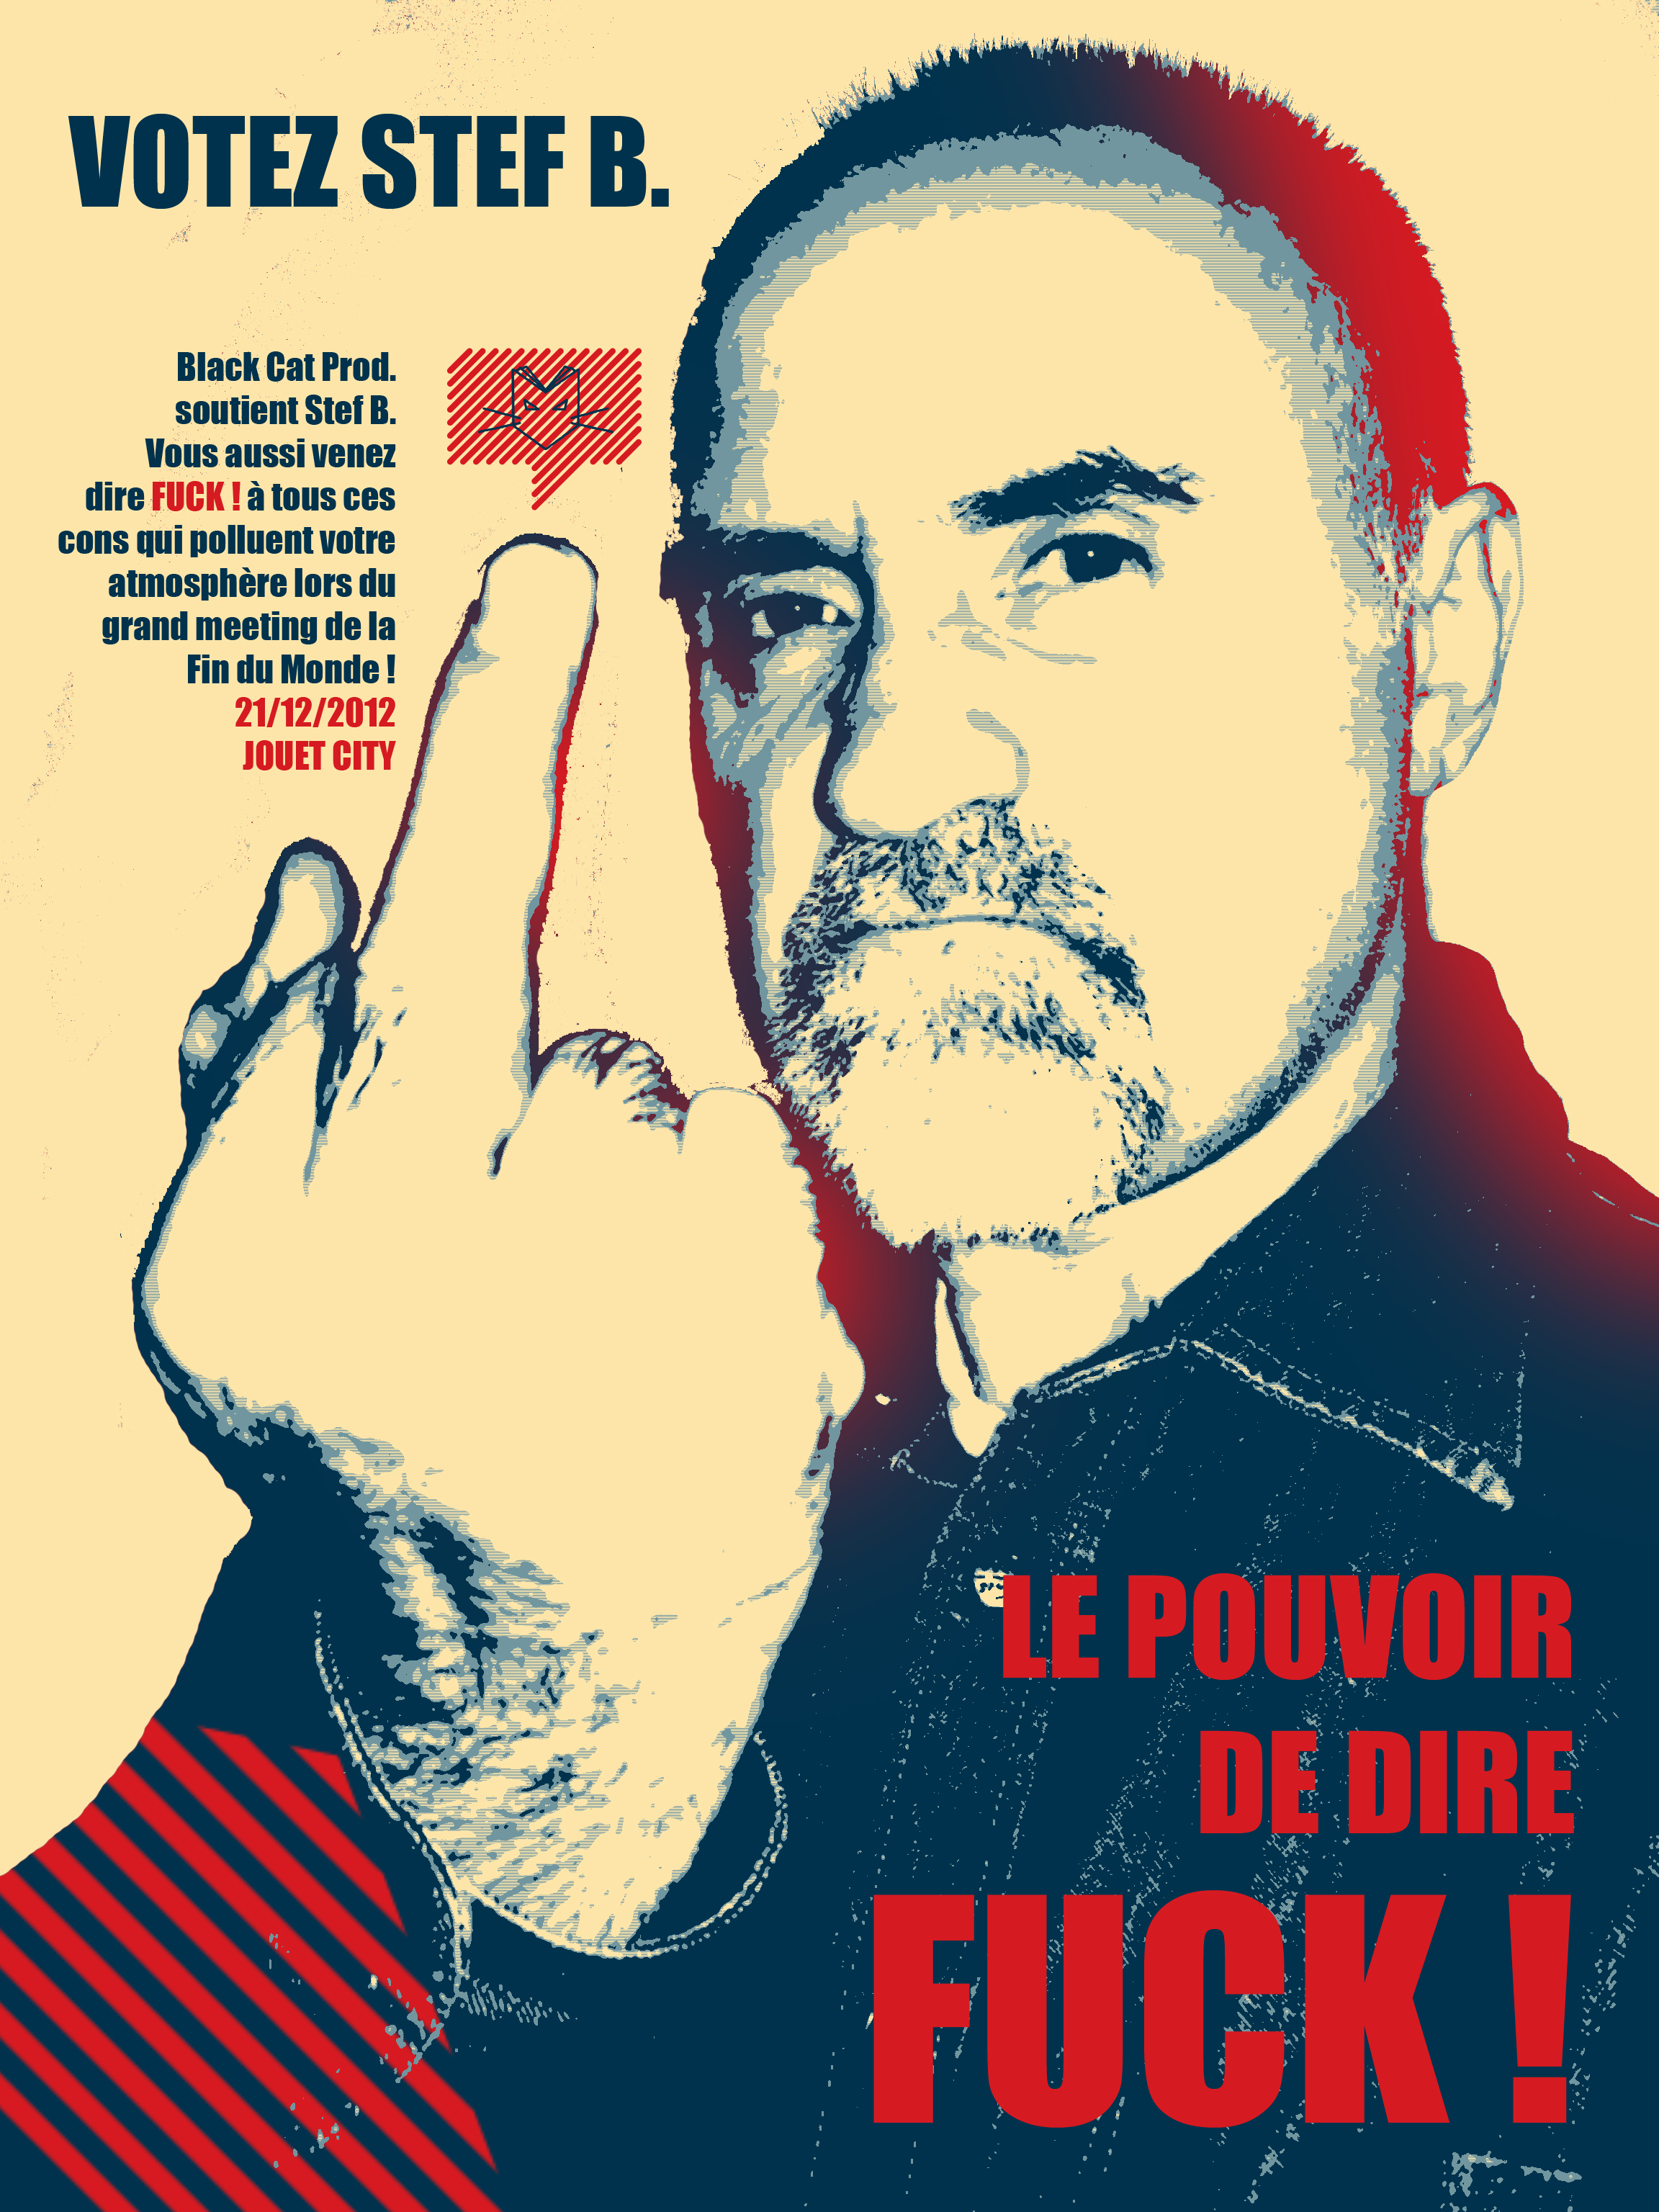 VOTEZ STEF B.
Black Cat Prod.
soutient Stef B.
Vous aussi venez
dire FUCK ! à tous ces
cons qui polluent votre
atmosphère lors du
grand meeting de la
Fin du Monde !
21/12/2012
JOUET CITY
LE POUVOIR
DE DIRE
FUCK !